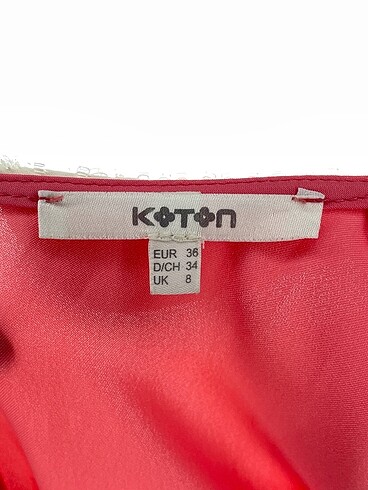 KOTON
EUR 36
D/CH 34
UK 8